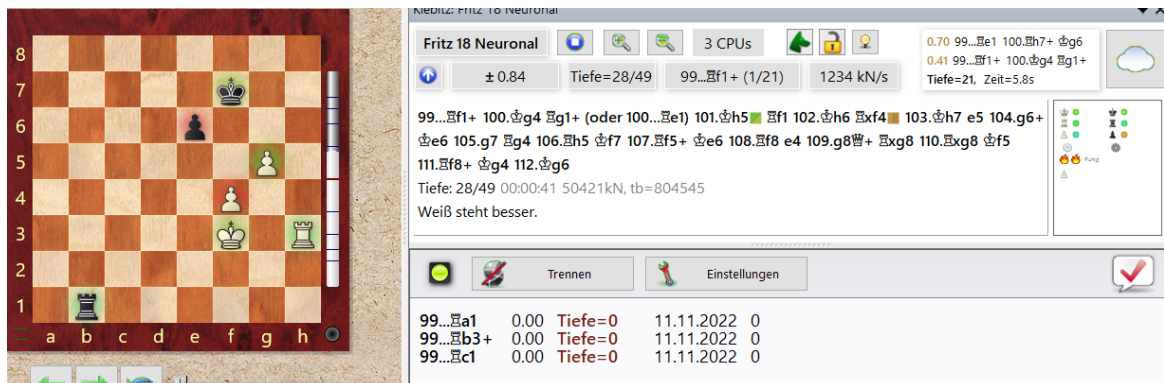 Kiebitz: Fritz 18 Neuronal
Fritz 18 Neuronal
3 CPUs
± 0.84
Tiefe=28/49
99...♖f1+ (1/21)
1234 kN/s
0.70 99...♖e1 100.♖h7+ ♔g6
0.41 99...♖f1+ 100.♔g4 ♖g1+
Tiefe=21, Zeit=5.8s
99...♖f1+ 100.♔g4 ♖g1+ (oder 100...♖e1) 101.♔h5 ♖f1 102.♔h6 ♖xf4 103.♔h7 e5 104.g6+
♔e6 105.g7 ♖g4 106.♖h5 ♔f7 107.♖f5+ ♔e6 108.♖f8 e4 109.g8♕+ ♖xg8 110.♖xg8 ♔f5
111.♖f8+ ♔g4 112.♔g6
Tiefe: 28/49 00:00:41 50421kN, tb=804545
Weiß steht besser.
8
7
6
5
4
3
2
1
a b c d e f g h
Trennen
Einstellungen
99...♖a1 0.00 Tiefe=0 11.11.2022 0
99...♖b3+ 0.00 Tiefe=0 11.11.2022 0
99...♖c1 0.00 Tiefe=0 11.11.2022 0